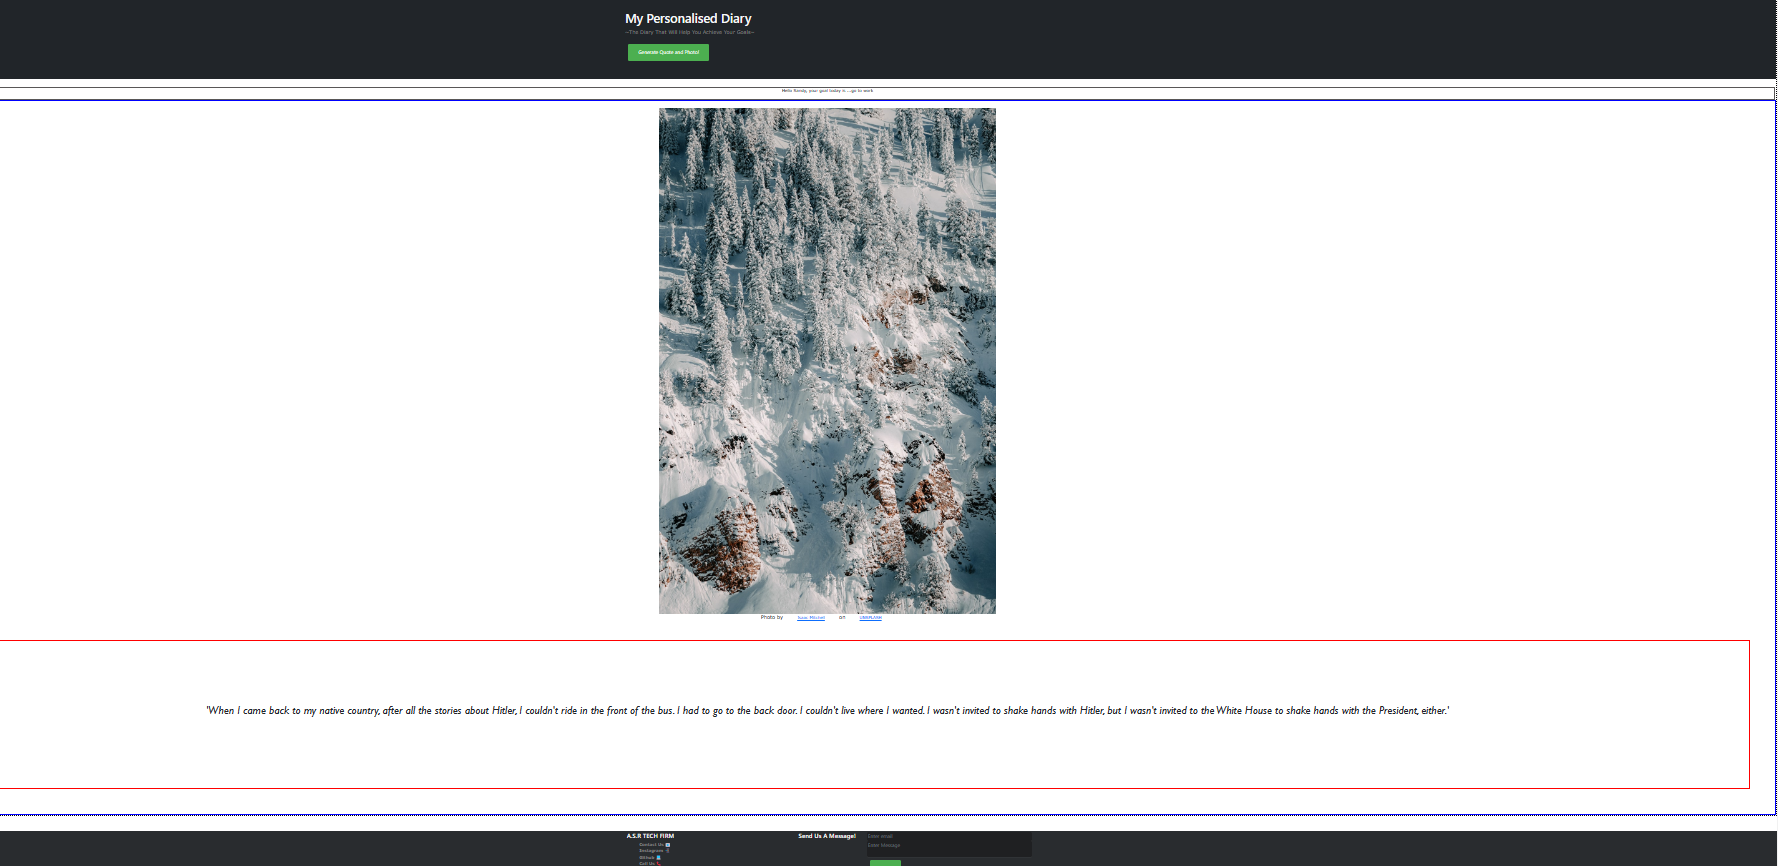 My Personalised Diary
~The Diary That Will Help You Achieve Your Goals~
Generate Quote and Photo!
Hello Sandy, your goal today is....go to work
Photo by Isaac Mitchell on UNSPLASH
'When I came back to my native country, after all the stories about Hitler, I couldn't ride in the front of the bus. I had to go to the back door. I couldn't live where I wanted. I wasn't invited to shake hands with Hitler, but I wasn't invited to the White House to shake hands with the President, either.'
A.S.R TECH FIRM
Contact Us
Instagram
Github
Call Us
Send Us A Message!
Enter email
Enter Message